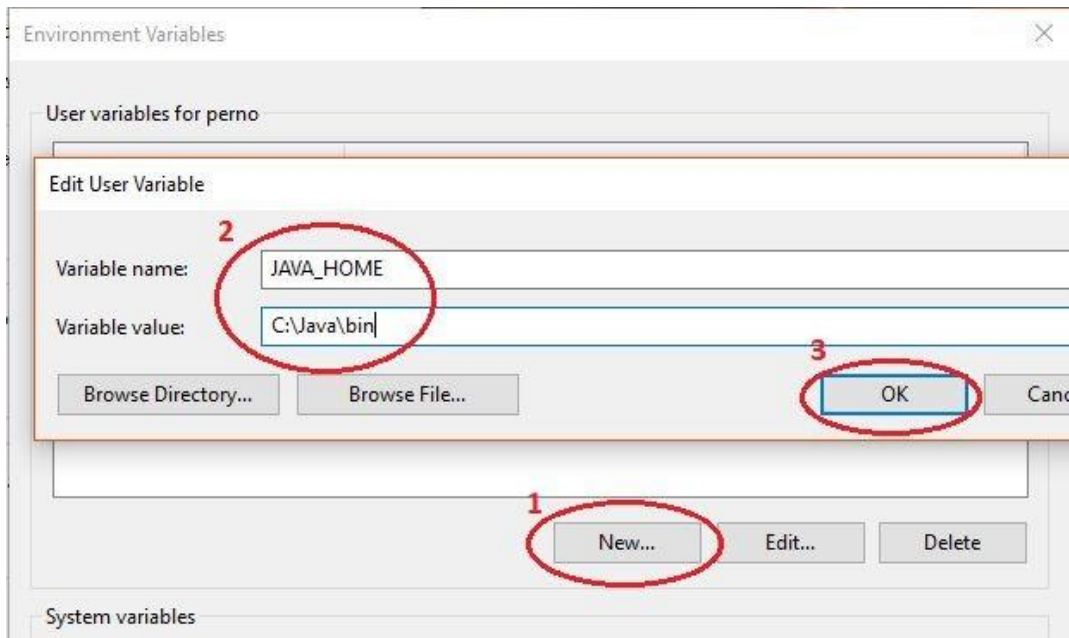 Environment Variables
User variables for perno
Edit User Variable
2
Variable name: JAVA_HOME
Variable value: C:\Java\bin
3
Browse Directory... Browse File... OK Canc
1
New... Edit... Delete
System variables